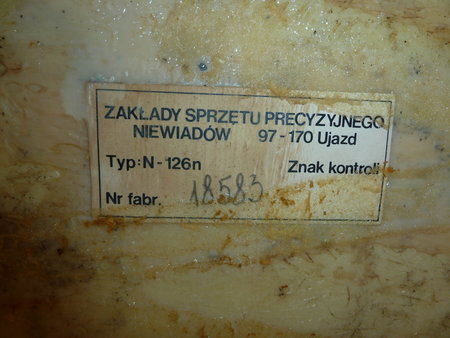 ZAKŁADY SPRZĘTU PRECYZYJNEGO
NIEWIADÓW 97-170 Ujazd
Typ: N-126n Znak kontroli
Nr fabr. 18583